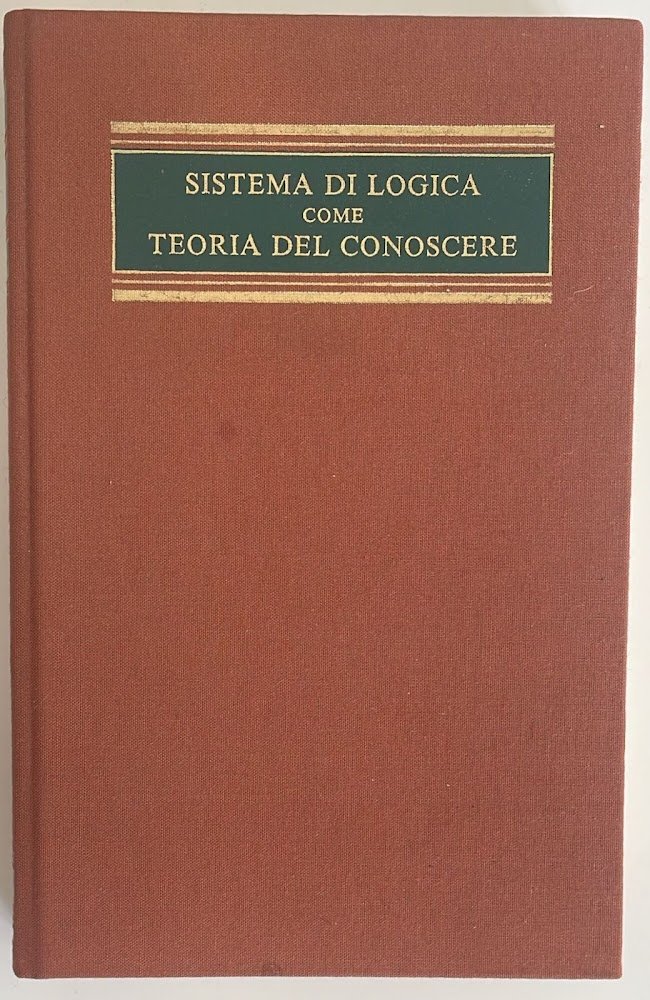 SISTEMA DI LOGICA
COME
TEORIA DEL CONOSCERE